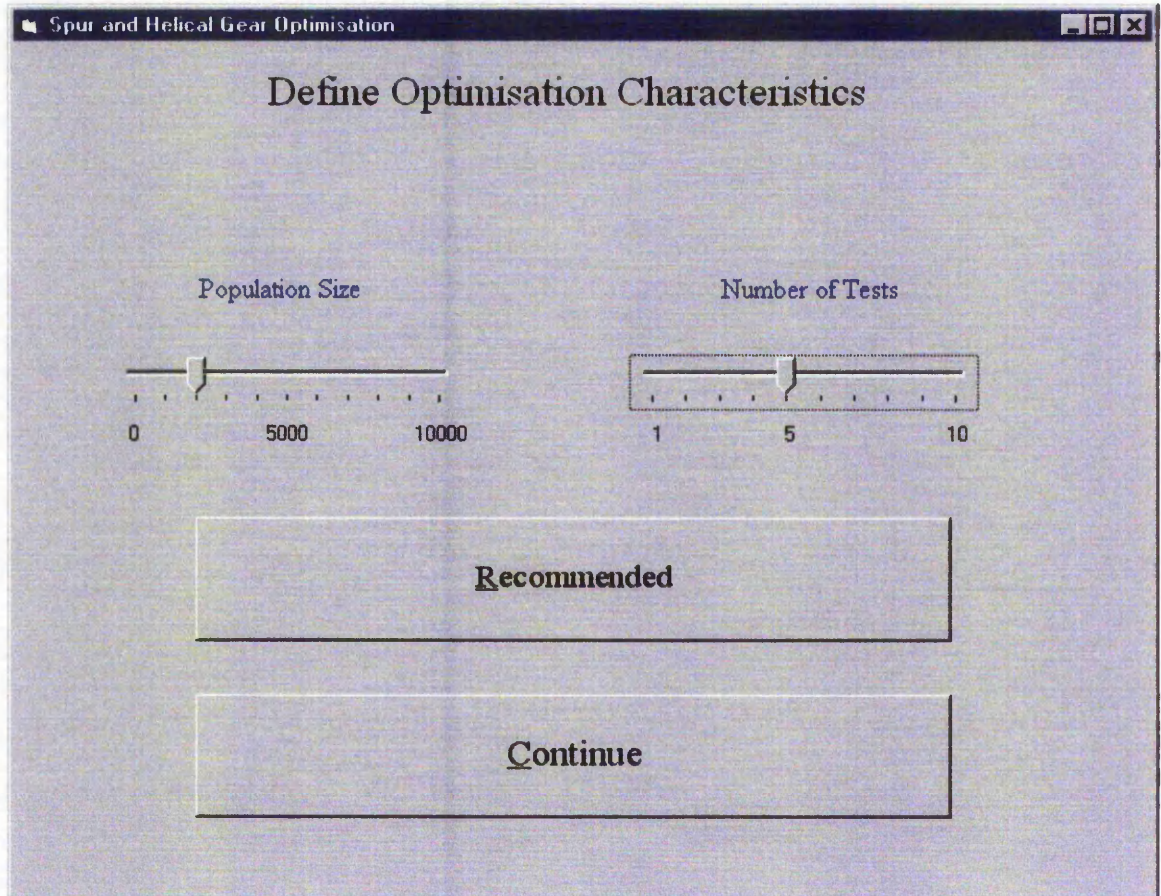 Spur and Helical Gear Optimisation
Define Optimisation Characteristics
Population Size
Number of Tests
0 5000 10000
1 5 10
Recommended
Continue